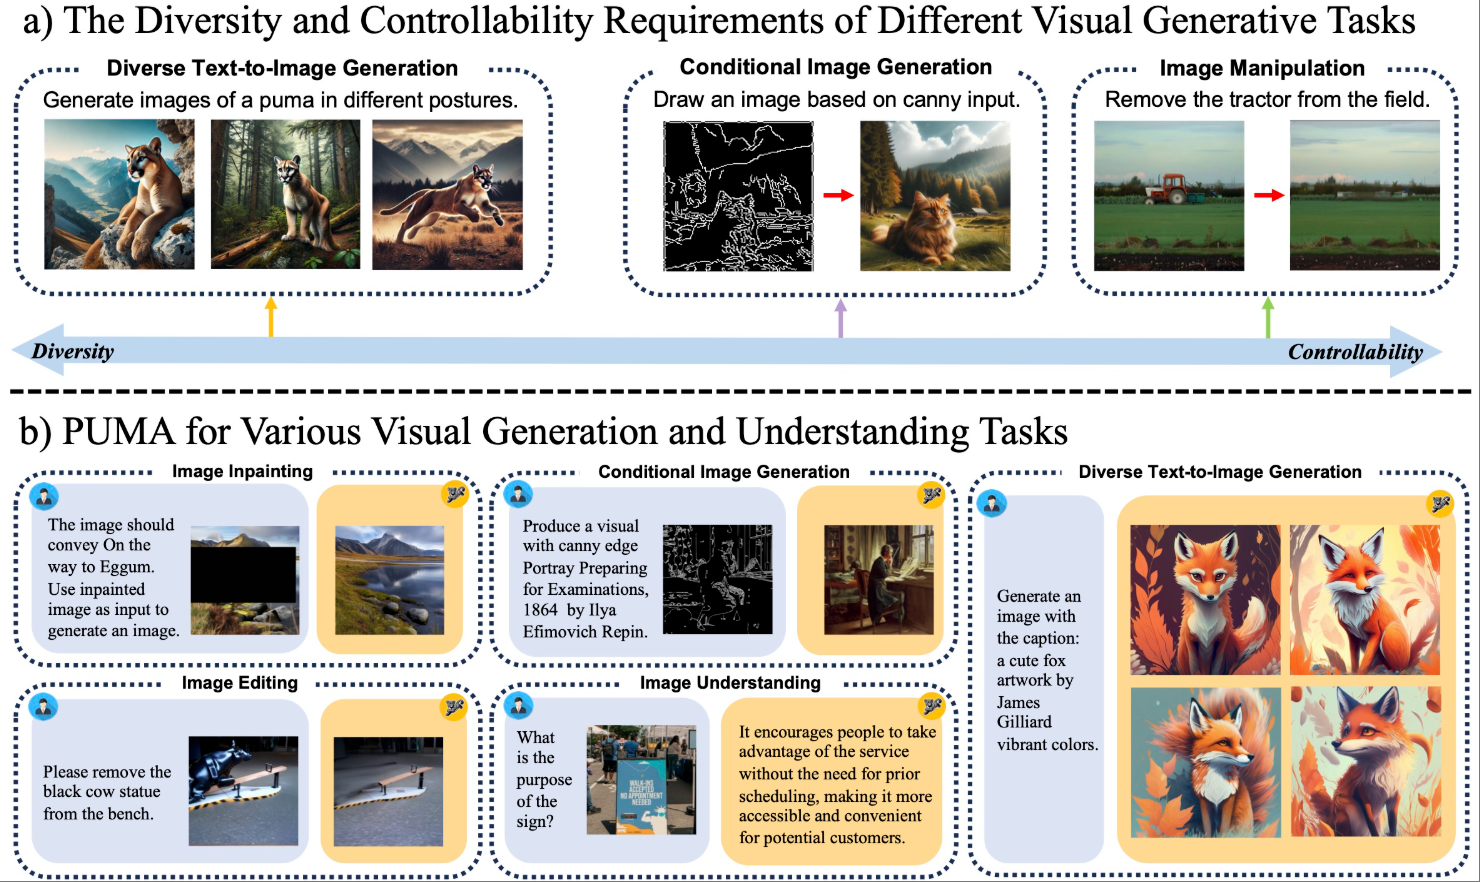 a) The Diversity and Controllability Requirements of Different Visual Generative Tasks
Diverse Text-to-Image Generation
Generate images of a puma in different postures.
Conditional Image Generation
Draw an image based on canny input.
Image Manipulation
Remove the tractor from the field.
Diversity
Controllability
b) PUMA for Various Visual Generation and Understanding Tasks
Image Inpainting
The image should
convey On the
way to Eggum.
Use inpainted
image as input to
generate an image.
Conditional Image Generation
Produce a visual
with canny edge
Portray Preparing
for Examinations,
1864 by Ilya
Efimovich Repin.
Diverse Text-to-Image Generation
Generate an
image with
the caption:
a cute fox
artwork by
James
Gilliard
vibrant colors.
Image Editing
Please remove the
black cow statue
from the bench.
Image Understanding
What
is the
purpose
of the
sign?
WALK-INS
ACCEPTED
NO APPOINTMENT
NEEDED
It encourages people to take
advantage of the service
without the need for prior
scheduling, making it more
accessible and convenient
for potential customers.